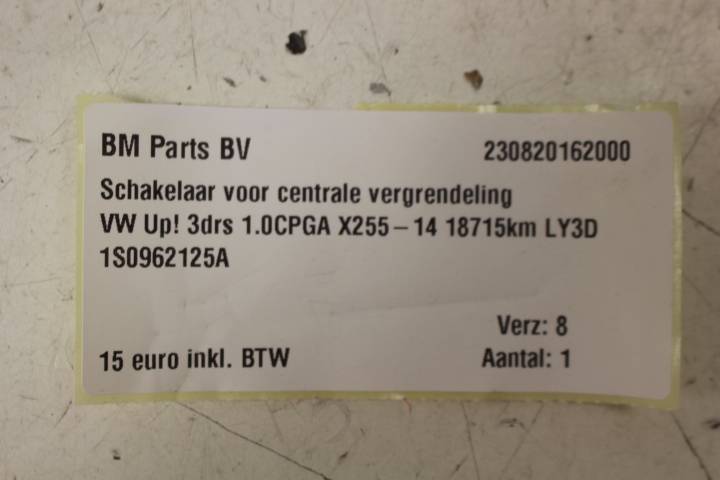 BM Parts BV 230820162000
Schakelaar voor centrale vergrendeling
VW Up! 3drs 1.0CPGA X255-14 18715km LY3D
1S0962125A
Verz: 8
15 euro inkl. BTW Aantal: 1